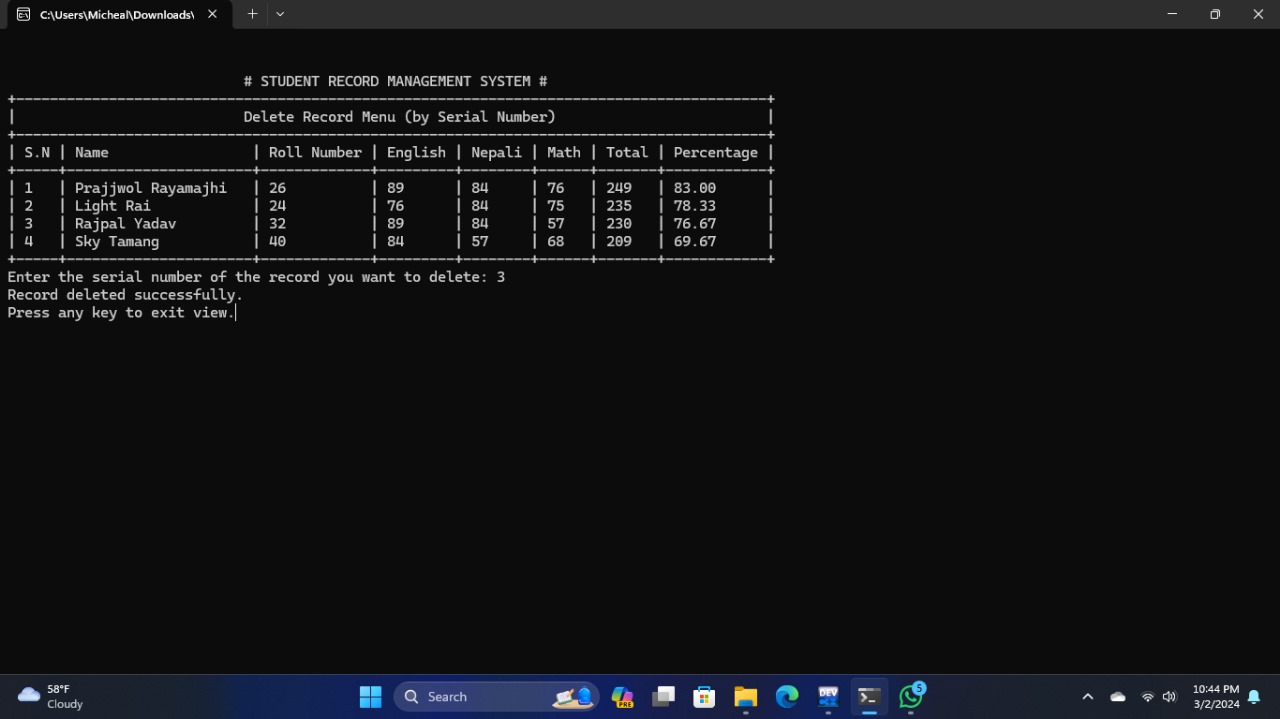 C:\Users\Micheal\Downloads\
# STUDENT RECORD MANAGEMENT SYSTEM #
Delete Record Menu (by Serial Number)
| S.N | Name | Roll Number | English | Nepali | Math | Total | Percentage |
| 1 | Prajjwol Rayamajhi | 26 | 89 | 84 | 76 | 249 | 83.00 |
| 2 | Light Rai | 24 | 76 | 84 | 75 | 235 | 78.33 |
| 3 | Rajpal Yadav | 32 | 89 | 84 | 57 | 230 | 76.67 |
| 4 | Sky Tamang | 40 | 84 | 57 | 68 | 209 | 69.67 |
Enter the serial number of the record you want to delete: 3
Record deleted successfully.
Press any key to exit view.
58°F
Cloudy
Search
PRE
DEV
5
10:44 PM
3/2/2024